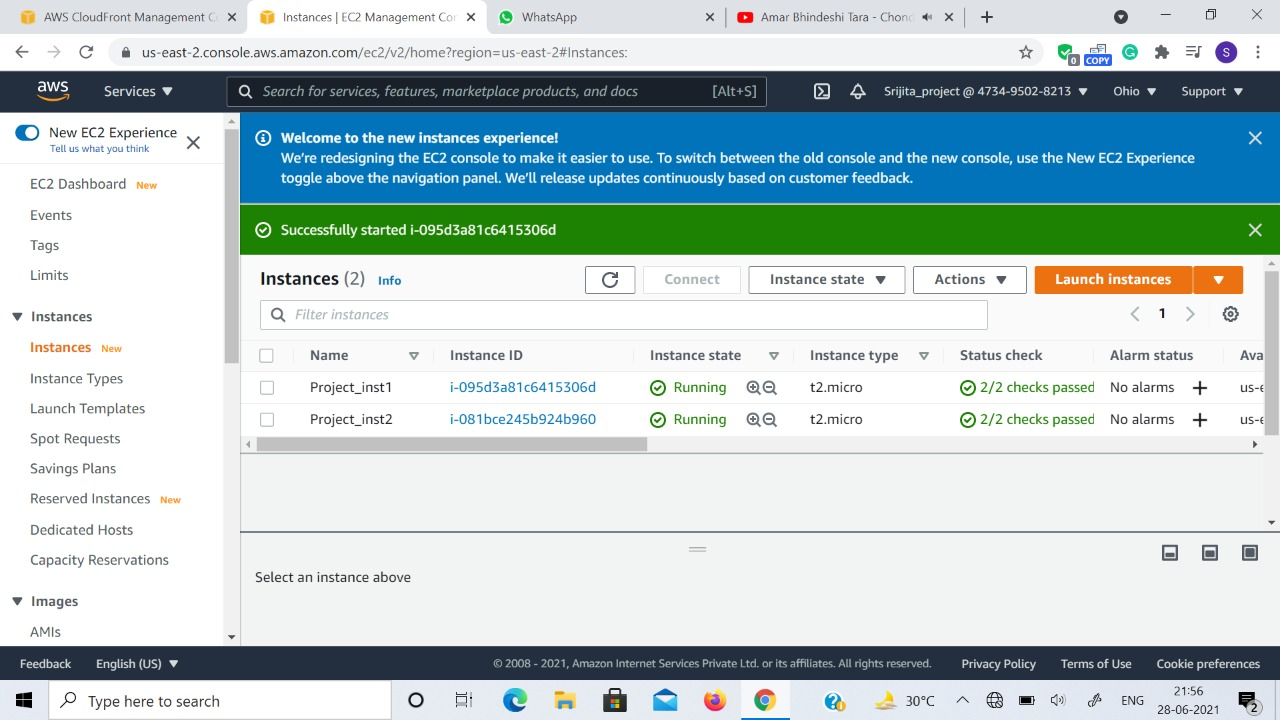 AWS CloudFront Management Co
Instances | EC2 Management Con
WhatsApp
Amar Bhindeshi Tara - Chond
us-east-2.console.aws.amazon.com/ec2/v2/home?region=us-east-2#Instances:
0
COPY
S
aws
Services
Search for services, features, marketplace products, and docs
[Alt+S]
Srijita_project @ 4734-9502-8213
Ohio
Support
New EC2 Experience
Tell us what you think
EC2 Dashboard New
Events
Tags
Limits
Instances
Instances New
Instance Types
Launch Templates
Spot Requests
Savings Plans
Reserved Instances New
Dedicated Hosts
Capacity Reservations
Images
AMIs
Welcome to the new instances experience!
We're redesigning the EC2 console to make it easier to use. To switch between the old console and the new console, use the New EC2 Experience
toggle above the navigation panel. We'll release updates continuously based on customer feedback.
Successfully started i-095d3a81c6415306d
Instances (2) Info
Connect
Instance state
Actions
Launch instances
Filter instances
1
Name Instance ID Instance state Instance type Status check Alarm status Ava
Project_inst1 i-095d3a81c6415306d Running t2.micro 2/2 checks passed No alarms + us-e
Project_inst2 i-081bce245b924b960 Running t2.micro 2/2 checks passed No alarms + us-e
Select an instance above
Feedback English (US) © 2008 - 2021, Amazon Internet Services Private Ltd. or its affiliates. All rights reserved. Privacy Policy Terms of Use Cookie preferences
Type here to search
30°C
ENG
21:56
28-06-2021
2